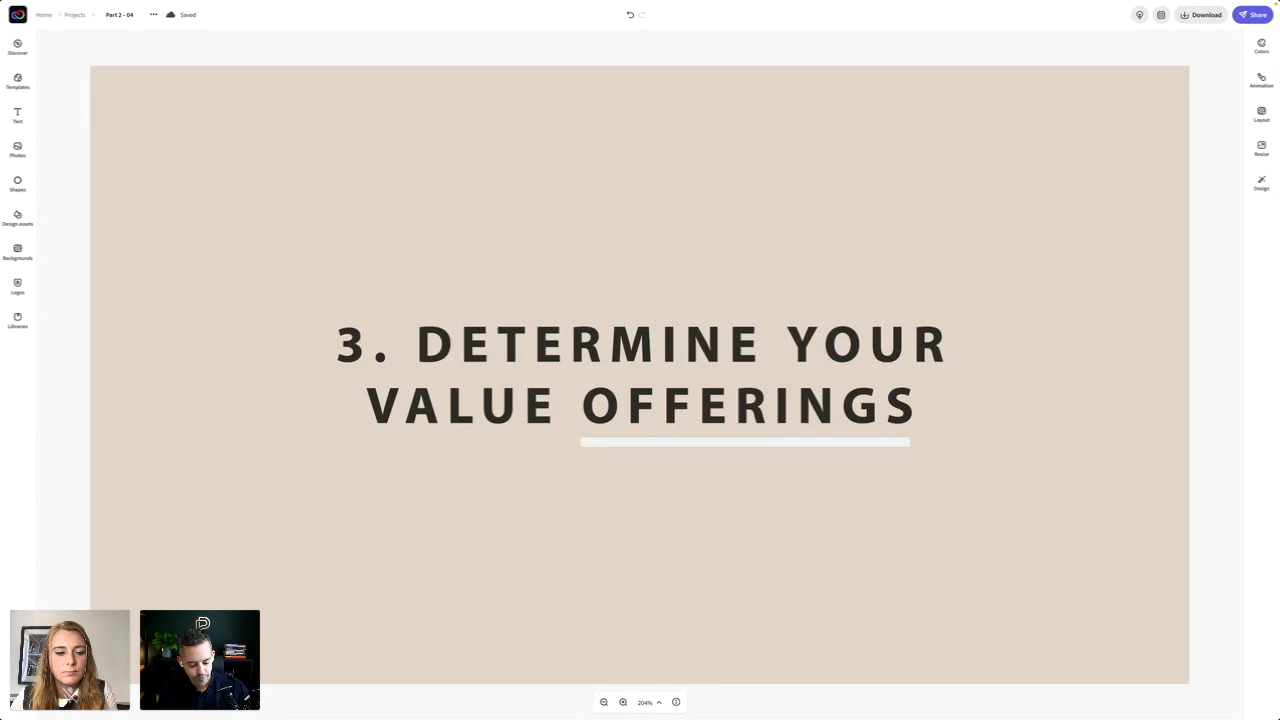 Home
Projects
Part 2 - 04
Saved
Download
Share
Discover
Templates
Text
Photos
Shapes
Design assets
Backgrounds
Logos
Libraries
Colors
Animation
Layout
Resize
Design
3. DETERMINE YOUR
VALUE OFFERINGS
204%